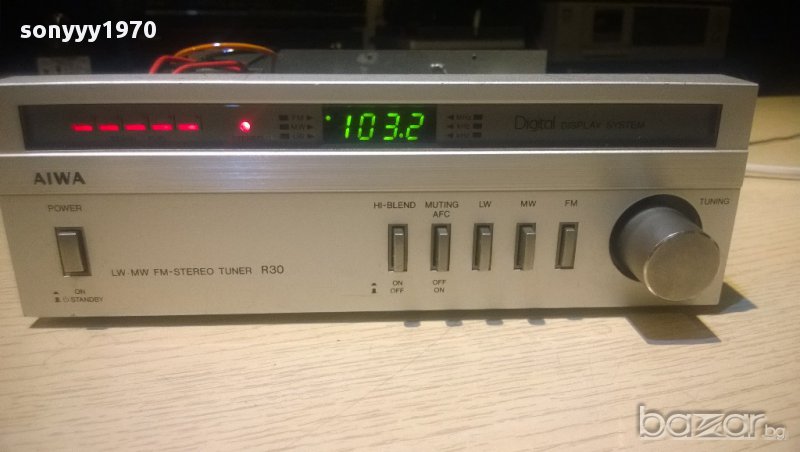 sonyyy1970
FM MHz
MW kHz
LW kHz
103.2
Digital DISPLAY SYSTEM
AIWA
POWER
HI-BLEND MUTING AFC LW MW FM TUNING
LW·MW FM-STEREO TUNER R30
ON
STANDBY
ON
OFF
OFF
ON
bazar.bg